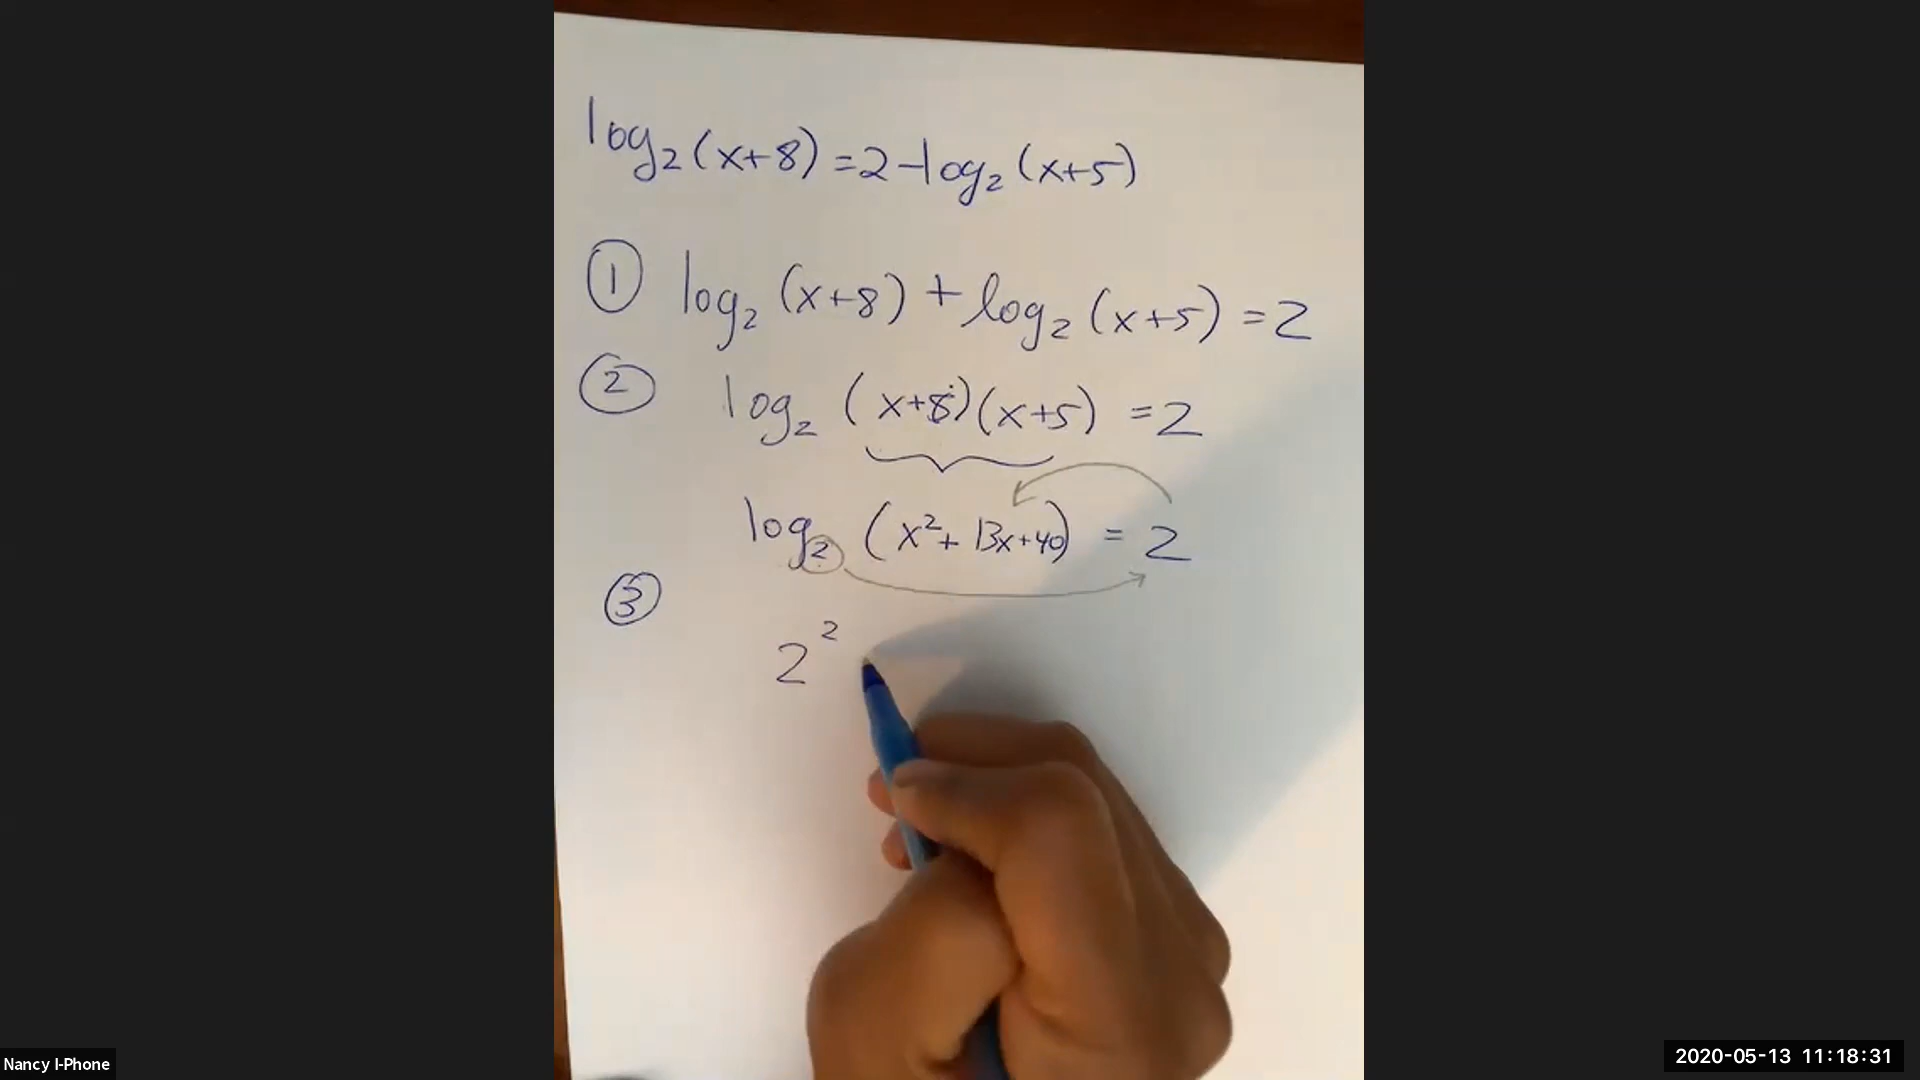 log₂(x+8)=2-log₂(x+5)
① log₂(x+8)+log₂(x+5)=2
② log₂(x+8)(x+5)=2
log₂(x²+13x+40)=2
③
2²
Nancy I-Phone
2020-05-13 11:18:31